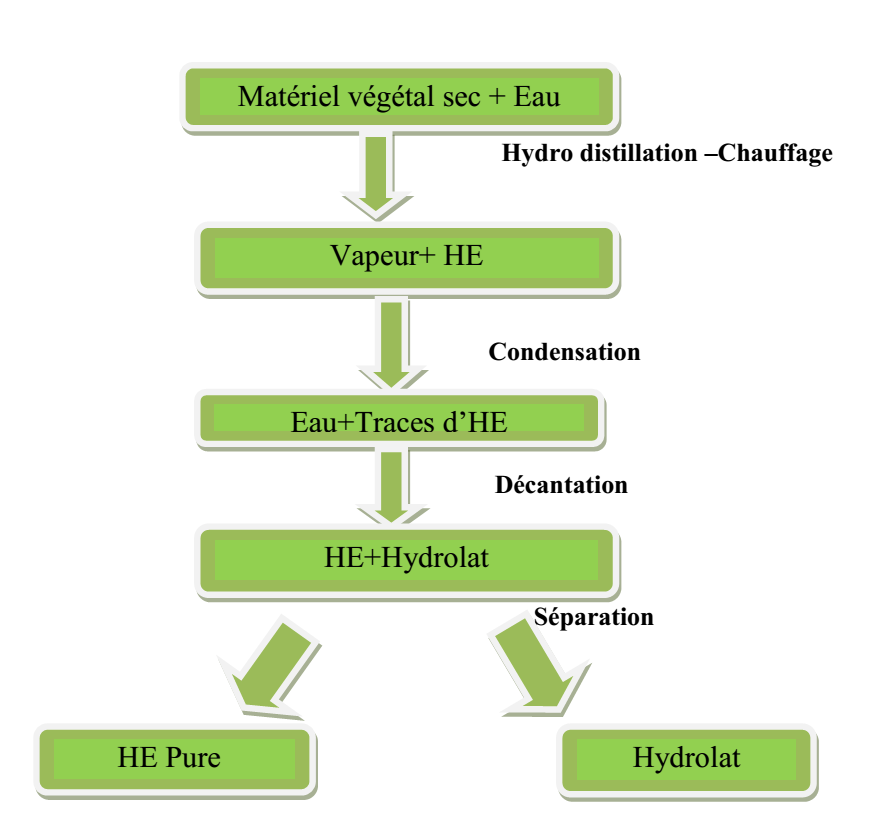 Matériel végétal sec + Eau
Hydro distillation –Chauffage
Vapeur+ HE
Condensation
Eau+Traces d’HE
Décantation
HE+Hydrolat
Séparation
HE Pure
Hydrolat